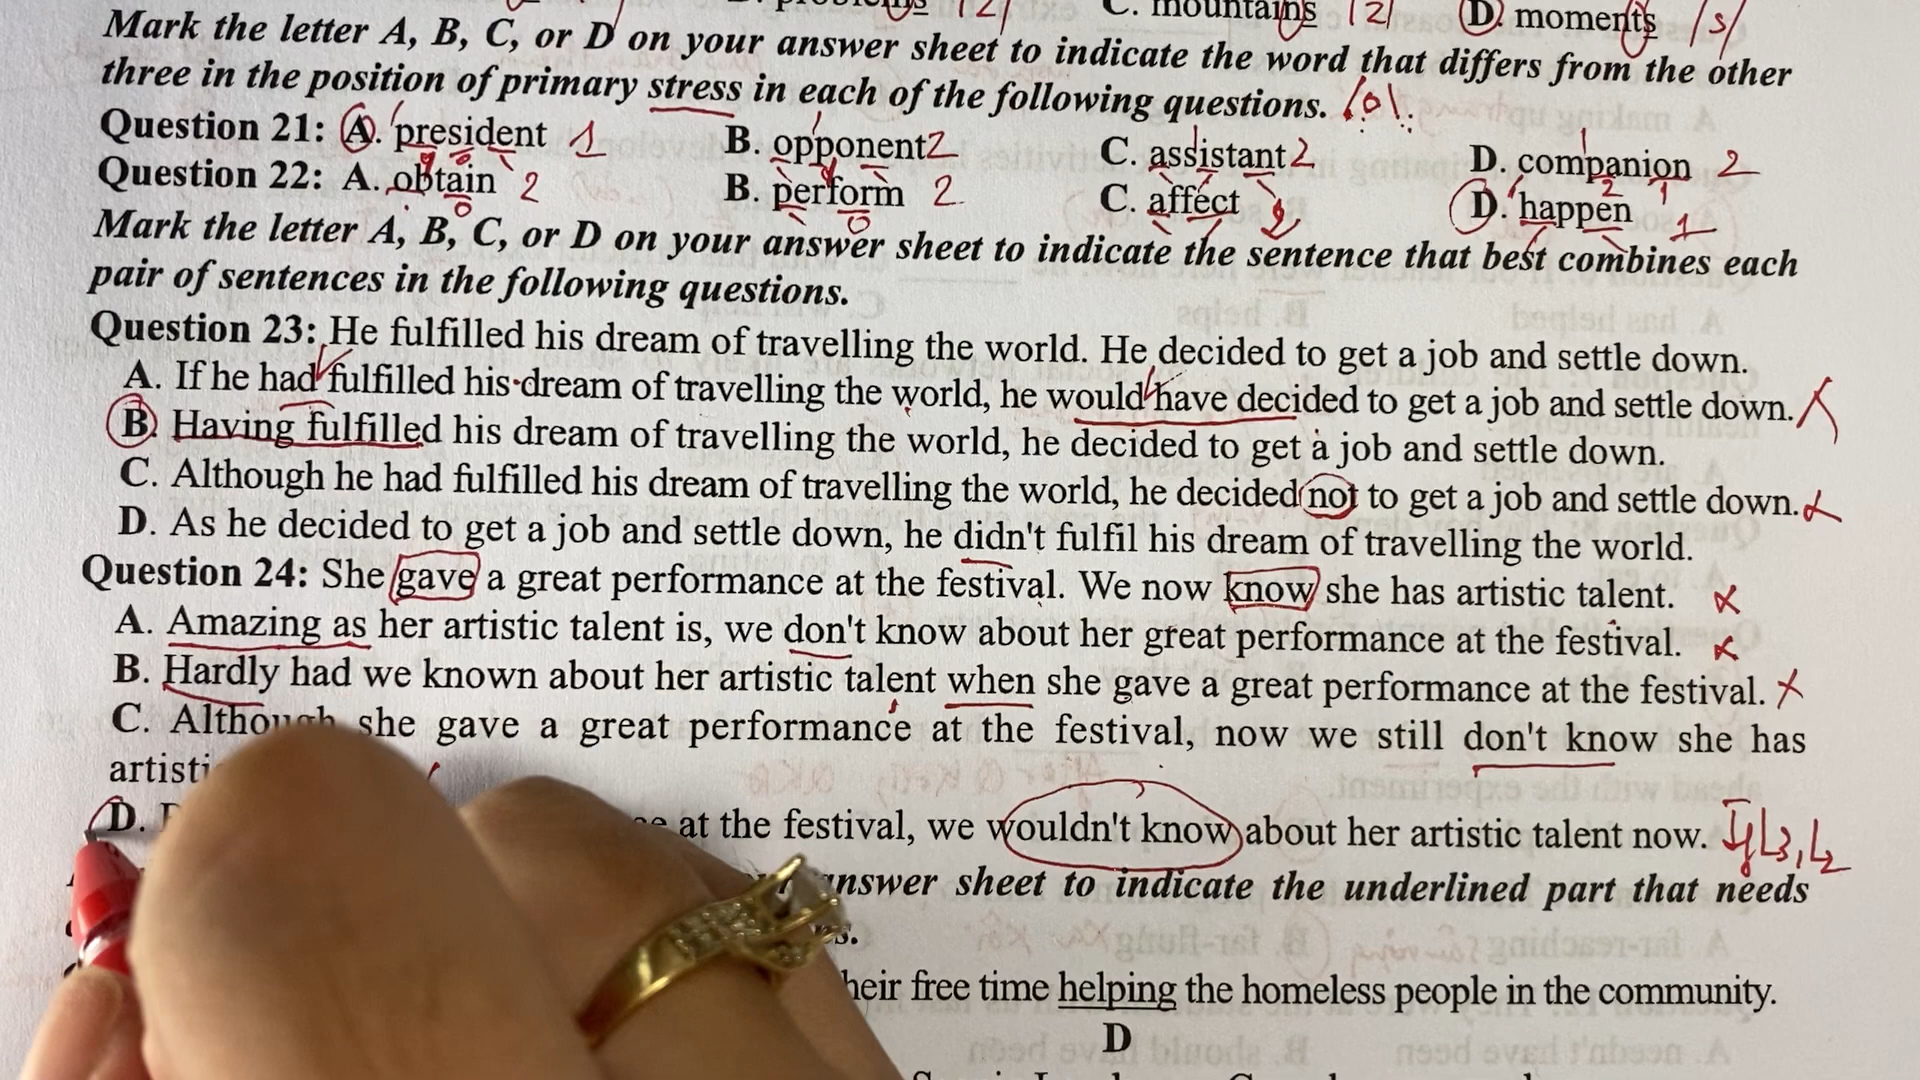 C. mountains /z/ D. moments /s/
Mark the letter A, B, C, or D on your answer sheet to indicate the word that differs from the other
three in the position of primary stress in each of the following questions.
Question 21: A. president 1 B. opponent 2 C. assistant 2 D. companion 2
Question 22: A. obtain 2 B. perform 2 C. affect 2 D. happen 1
Mark the letter A, B, C, or D on your answer sheet to indicate the sentence that best combines each
pair of sentences in the following questions.
Question 23: He fulfilled his dream of travelling the world. He decided to get a job and settle down.
A. If he had fulfilled his dream of travelling the world, he would have decided to get a job and settle down.
B. Having fulfilled his dream of travelling the world, he decided to get a job and settle down.
C. Although he had fulfilled his dream of travelling the world, he decided not to get a job and settle down.
D. As he decided to get a job and settle down, he didn't fulfil his dream of travelling the world.
Question 24: She gave a great performance at the festival. We now know she has artistic talent.
A. Amazing as her artistic talent is, we don't know about her great performance at the festival.
B. Hardly had we known about her artistic talent when she gave a great performance at the festival.
C. Although she gave a great performance at the festival, now we still don't know she has
D. at the festival, we wouldn't know about her artistic talent now.
answer sheet to indicate the underlined part that needs
free time helping the homeless people in the community.
D